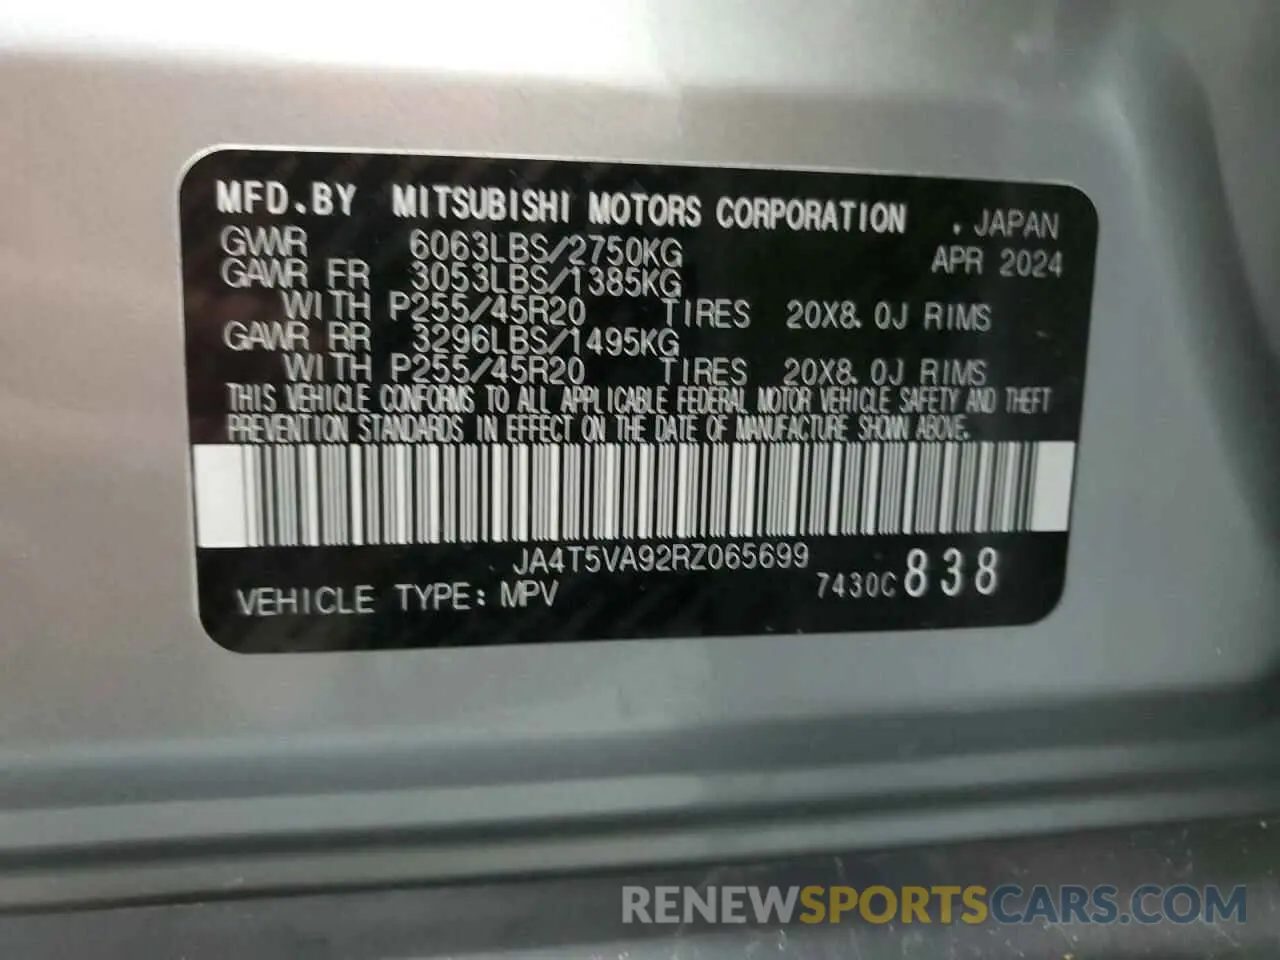 MFD.BY MITSUBISHI MOTORS CORPORATION . JAPAN
GVWR 6063LBS/2750KG APR 2024
GAWR FR 3053LBS/1385KG
WITH P255/45R20 TIRES 20X8.0J RIMS
GAWR RR 3296LBS/1495KG
WITH P255/45R20 TIRES 20X8.0J RIMS
THIS VEHICLE CONFORMS TO ALL APPLICABLE FEDERAL MOTOR VEHICLE SAFETY AND THEFT
PREVENTION STANDARDS IN EFFECT ON THE DATE OF MANUFACTURE SHOWN ABOVE.
JA4T5VA92RZ065699
VEHICLE TYPE: MPV 7430C 838
RENEWSPORTSCARS.COM